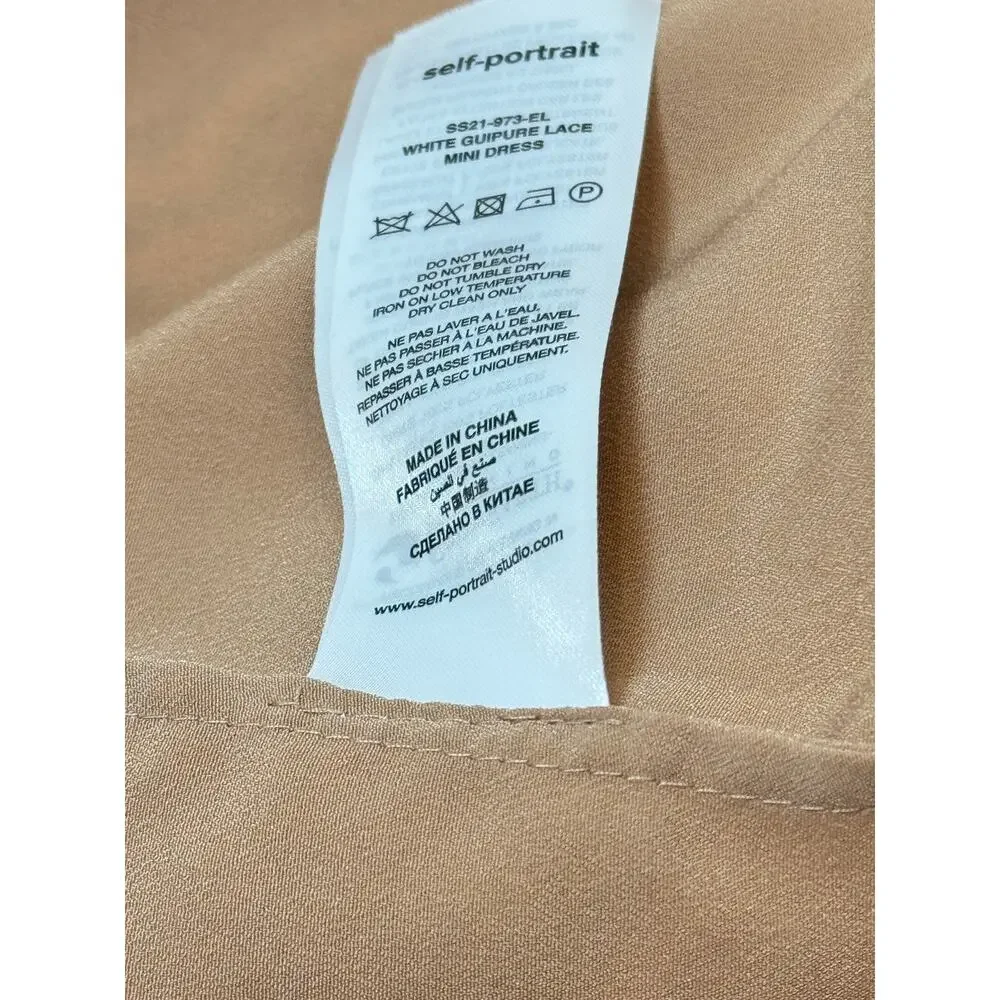 self-portrait
SS21-973-EL
WHITE GUIPURE LACE
MINI DRESS
P
DO NOT WASH
DO NOT BLEACH
DO NOT TUMBLE DRY
IRON ON LOW TEMPERATURE
DRY CLEAN ONLY
NE PAS LAVER A L'EAU.
NE PAS PASSER À L'EAU DE JAVEL.
NE PAS SECHER A LA MACHINE.
REPASSER À BASSE TEMPÉRATURE.
NETTOYAGE À SEC UNIQUEMENT.
MADE IN CHINA
FABRIQUÉ EN CHINE
صنع في الصين
中国制造
СДЕЛАНО В КИТАЕ
www.self-portrait-studio.com